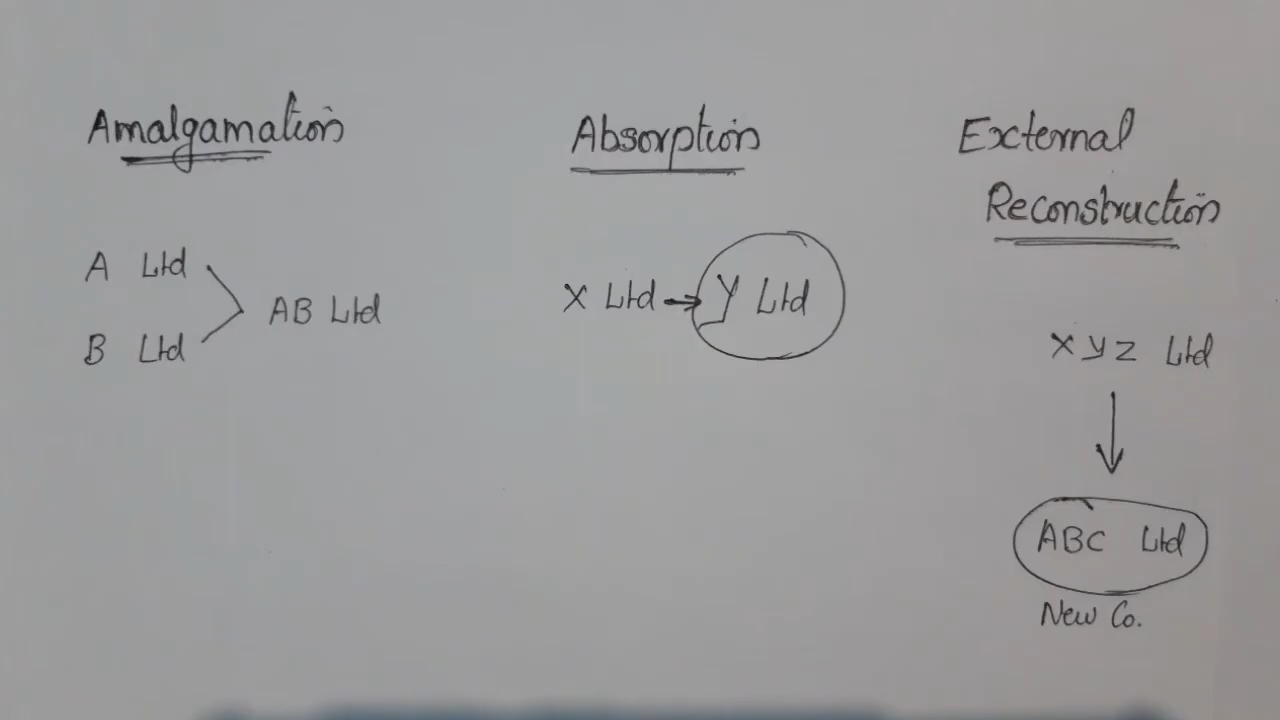 Amalgamation
A Ltd
B Ltd
AB Ltd
Absorption
X Ltd → Y Ltd
External
Reconstruction
XYZ Ltd
ABC Ltd
New Co.